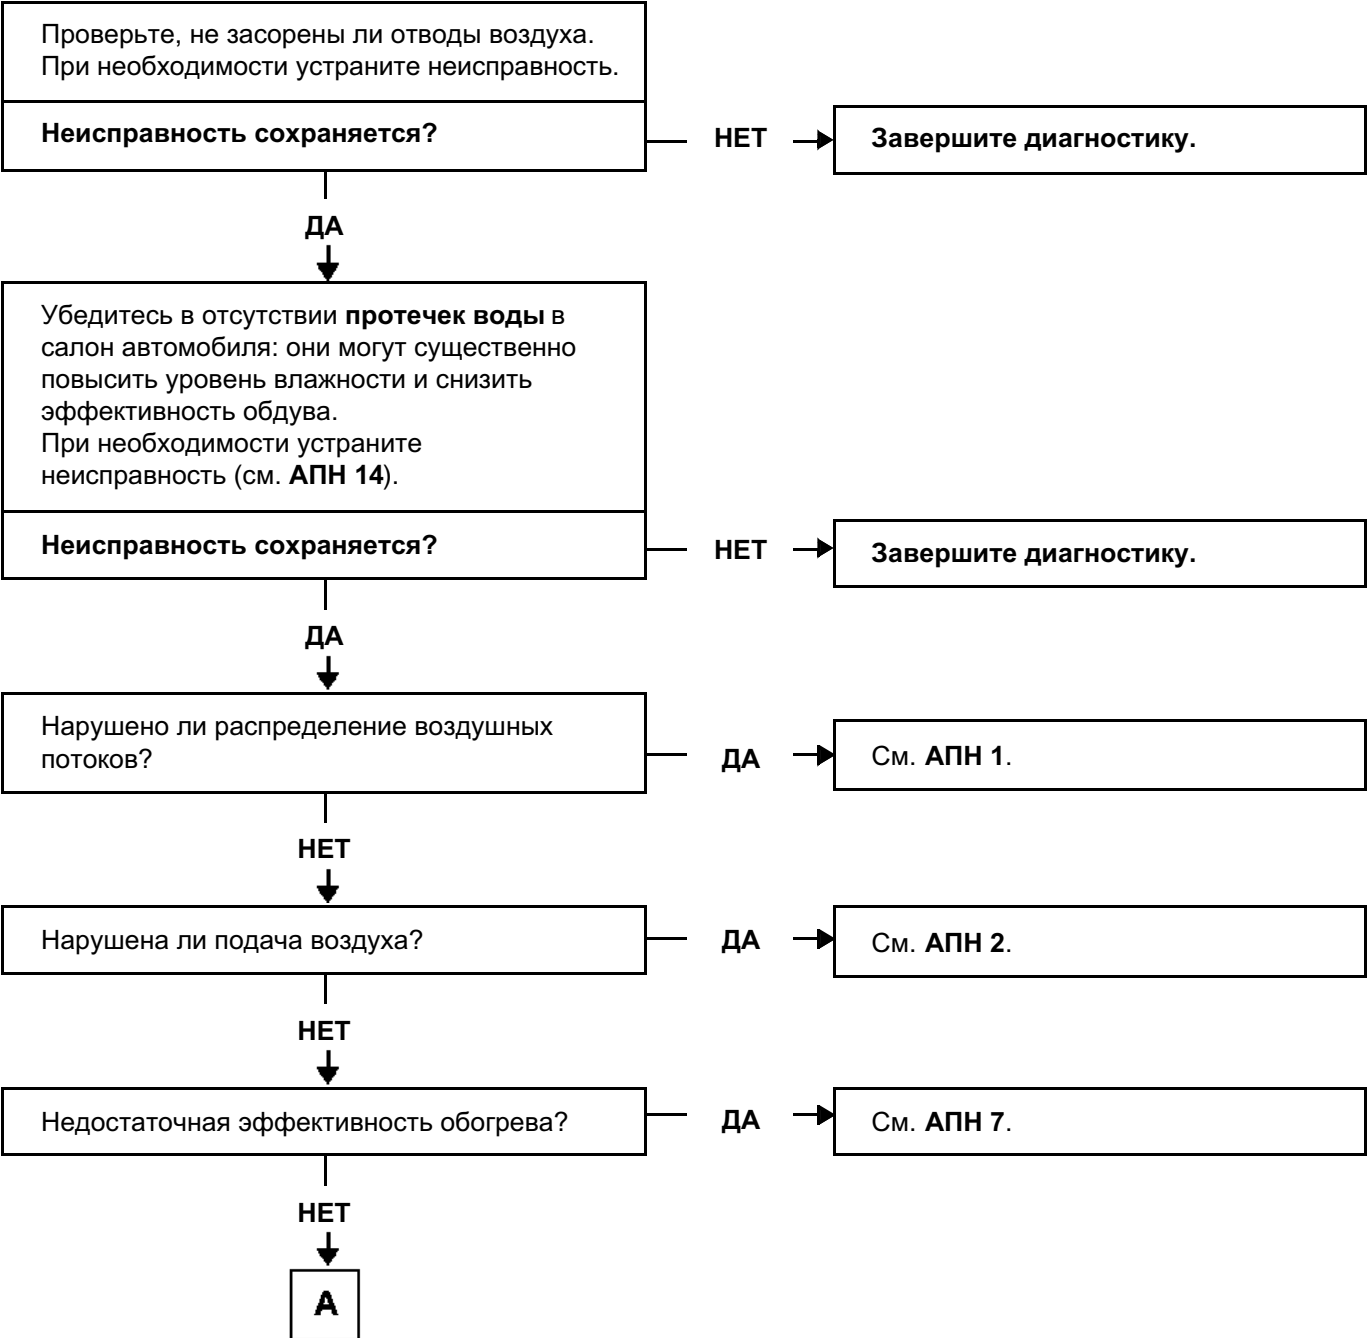 Проверьте, не засорены ли отводы воздуха.
При необходимости устраните неисправность.
Неисправность сохраняется?
НЕТ
Завершите диагностику.
ДА
Убедитесь в отсутствии протечек воды в
салон автомобиля: они могут существенно
повысить уровень влажности и снизить
эффективность обдува.
При необходимости устраните
неисправность (см. АПН 14).
Неисправность сохраняется?
НЕТ
Завершите диагностику.
ДА
Нарушено ли распределение воздушных
потоков?
ДА
См. АПН 1.
НЕТ
Нарушена ли подача воздуха?
ДА
См. АПН 2.
НЕТ
Недостаточная эффективность обогрева?
ДА
См. АПН 7.
НЕТ
А